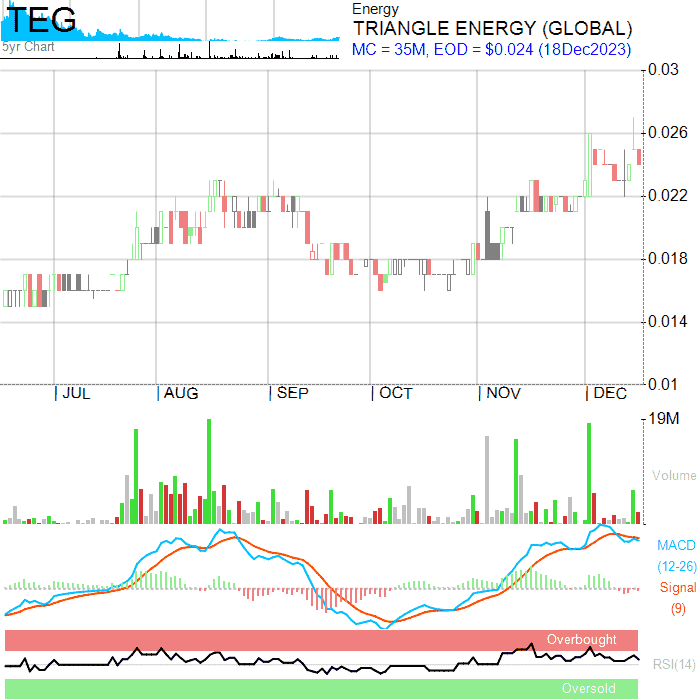 TEG
5yr Chart
Energy
TRIANGLE ENERGY (GLOBAL)
MC = 35M, EOD = $0.024 (18Dec2023)
0.03
0.026
0.022
0.018
0.014
0.01
JUL AUG SEP OCT NOV DEC
19M
Volume
MACD
(12-26)
Signal
(9)
Overbought
RSI(14)
Oversold